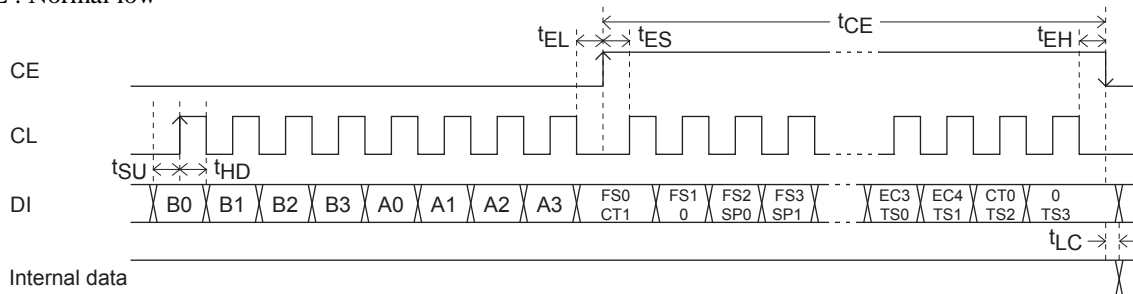 : Normal low
tCE
tEL tES tEH
CE
CL
tSU tHD
DI B0 B1 B2 B3 A0 A1 A2 A3 FS0 FS1 FS2 FS3 EC3 EC4 CT0 0
CT1 0 SP0 SP1 TS0 TS1 TS2 TS3
tLC
Internal data